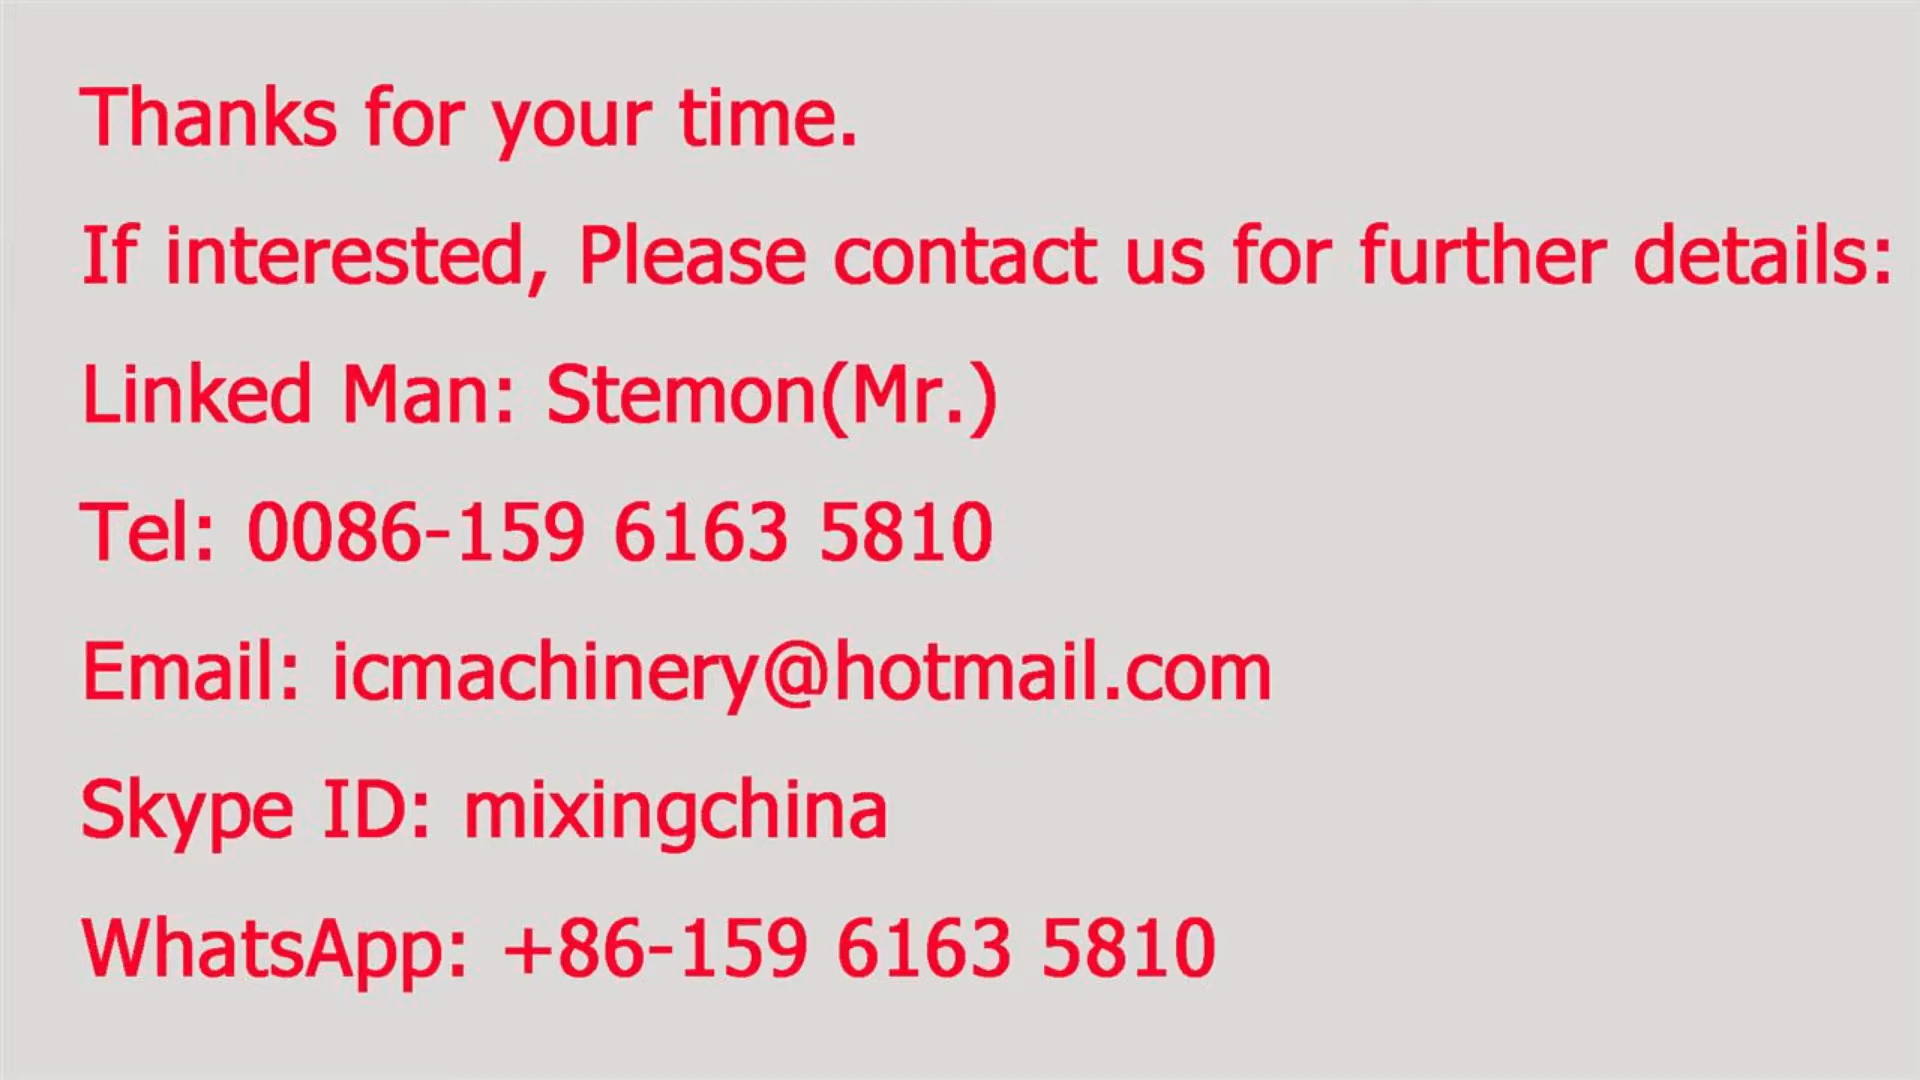 Thanks for your time.
If interested, Please contact us for further details:
Linked Man: Stemon(Mr.)
Tel: 0086-159 6163 5810
Email: icmachinery@hotmail.com
Skype ID: mixingchina
WhatsApp: +86-159 6163 5810